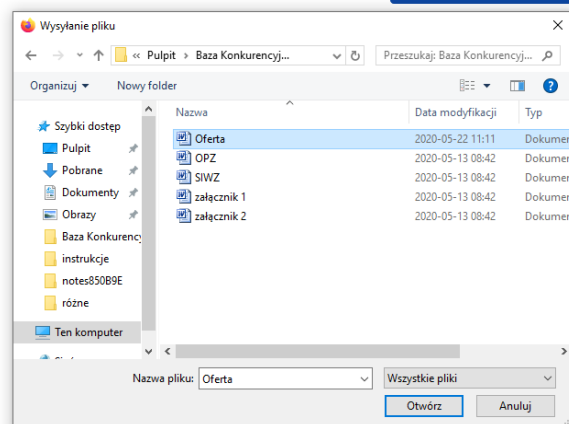 Wysyłanie pliku
« Pulpit › Baza Konkurencyj...
Przeszukaj: Baza Konkurencyj...
Organizuj
Nowy folder
Nazwa
Data modyfikacji
Typ
Szybki dostęp
Pulpit
Pobrane
Dokumenty
Obrazy
Baza Konkurency
instrukcje
notes850B9E
różne
Ten komputer
Oferta 2020-05-22 11:11 Dokumen
OPZ 2020-05-13 08:42 Dokumen
SIWZ 2020-05-13 08:42 Dokumen
załącznik 1 2020-05-13 08:42 Dokumen
załącznik 2 2020-05-13 08:42 Dokumen
Nazwa pliku: Oferta
Wszystkie pliki
Otwórz
Anuluj